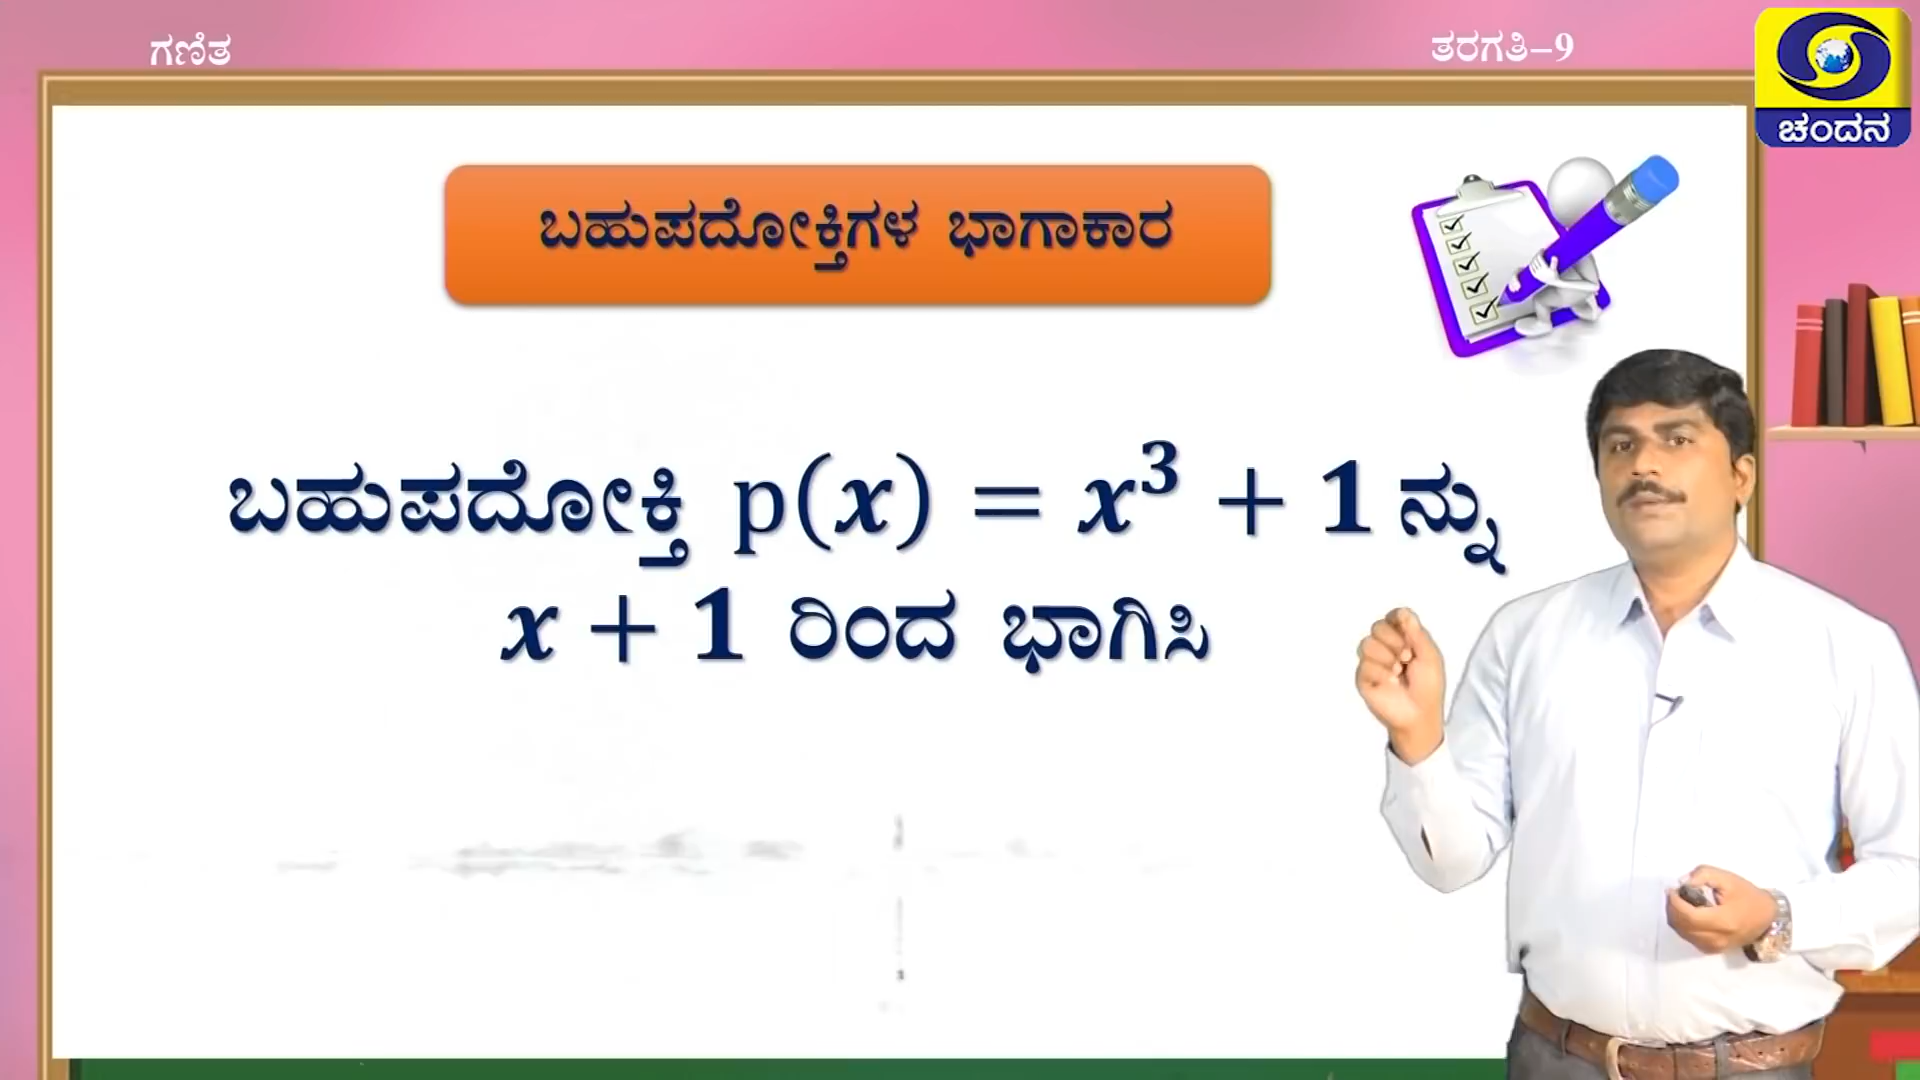 ಗಣಿತ
ತರಗತಿ–9
ಚಂದನ
ಬಹುಪದೋಕ್ತಿಗಳ ಭಾಗಾಕಾರ
ಬಹುಪದೋಕ್ತಿ p(x) = x³ + 1 ನ್ನು
x + 1 ರಿಂದ ಭಾಗಿಸಿ